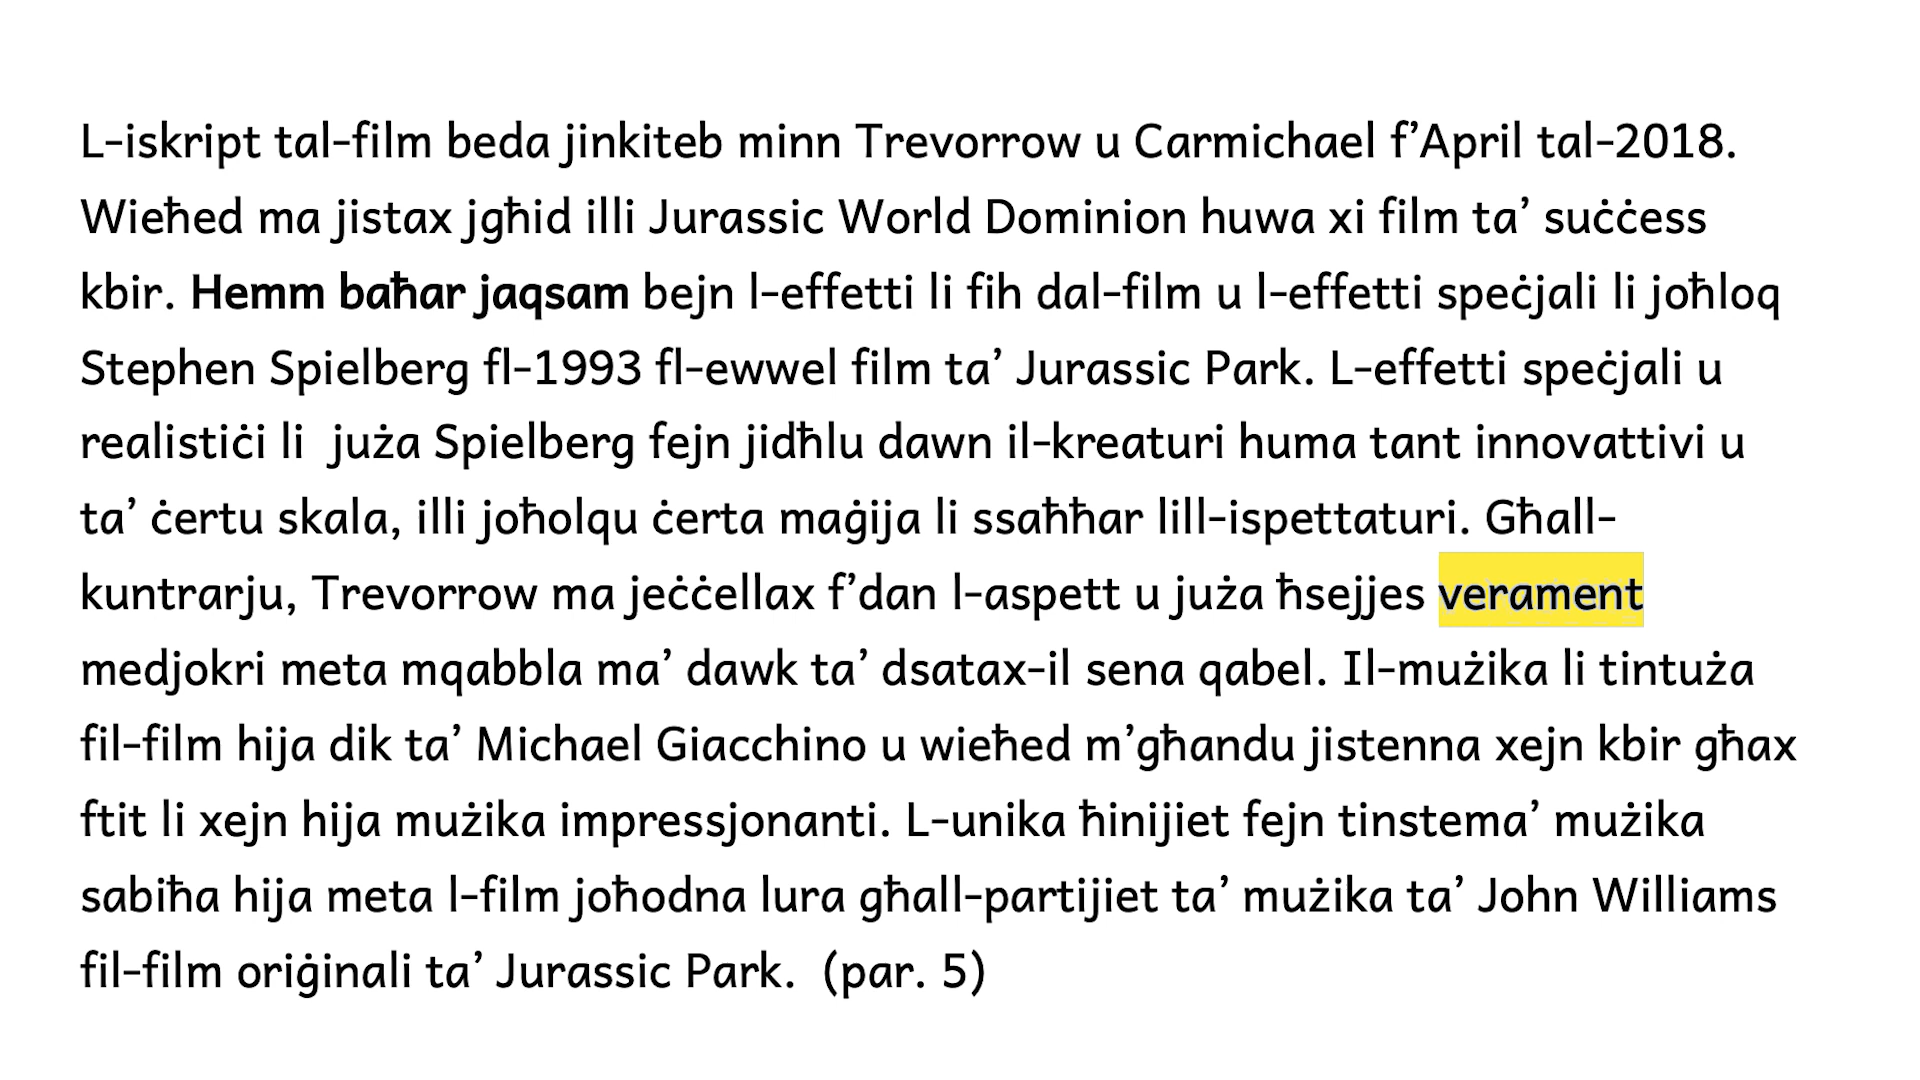 L-iskript tal-film beda jinkiteb minn Trevorrow u Carmichael f’April tal-2018.
Wieħed ma jistax jgħid illi Jurassic World Dominion huwa xi film ta’ suċċess
kbir. Hemm baħar jaqsam bejn l-effetti li fih dal-film u l-effetti speċjali li joħloq
Stephen Spielberg fl-1993 fl-ewwel film ta’ Jurassic Park. L-effetti speċjali u
realistiċi li  juża Spielberg fejn jidħlu dawn il-kreaturi huma tant innovattivi u
ta’ ċertu skala, illi joħolqu ċerta maġija li ssaħħar lill-ispettaturi. Għall-
kuntrarju, Trevorrow ma jeċċellax f’dan l-aspett u juża ħsejjes verament
medjokri meta mqabbla ma’ dawk ta’ dsatax-il sena qabel. Il-mużika li tintuża
fil-film hija dik ta’ Michael Giacchino u wieħed m’għandu jistenna xejn kbir għax
ftit li xejn hija mużika impressjonanti. L-unika ħinijiet fejn tinstema’ mużika
sabiħa hija meta l-film joħodna lura għall-partijiet ta’ mużika ta’ John Williams
fil-film oriġinali ta’ Jurassic Park.  (par. 5)